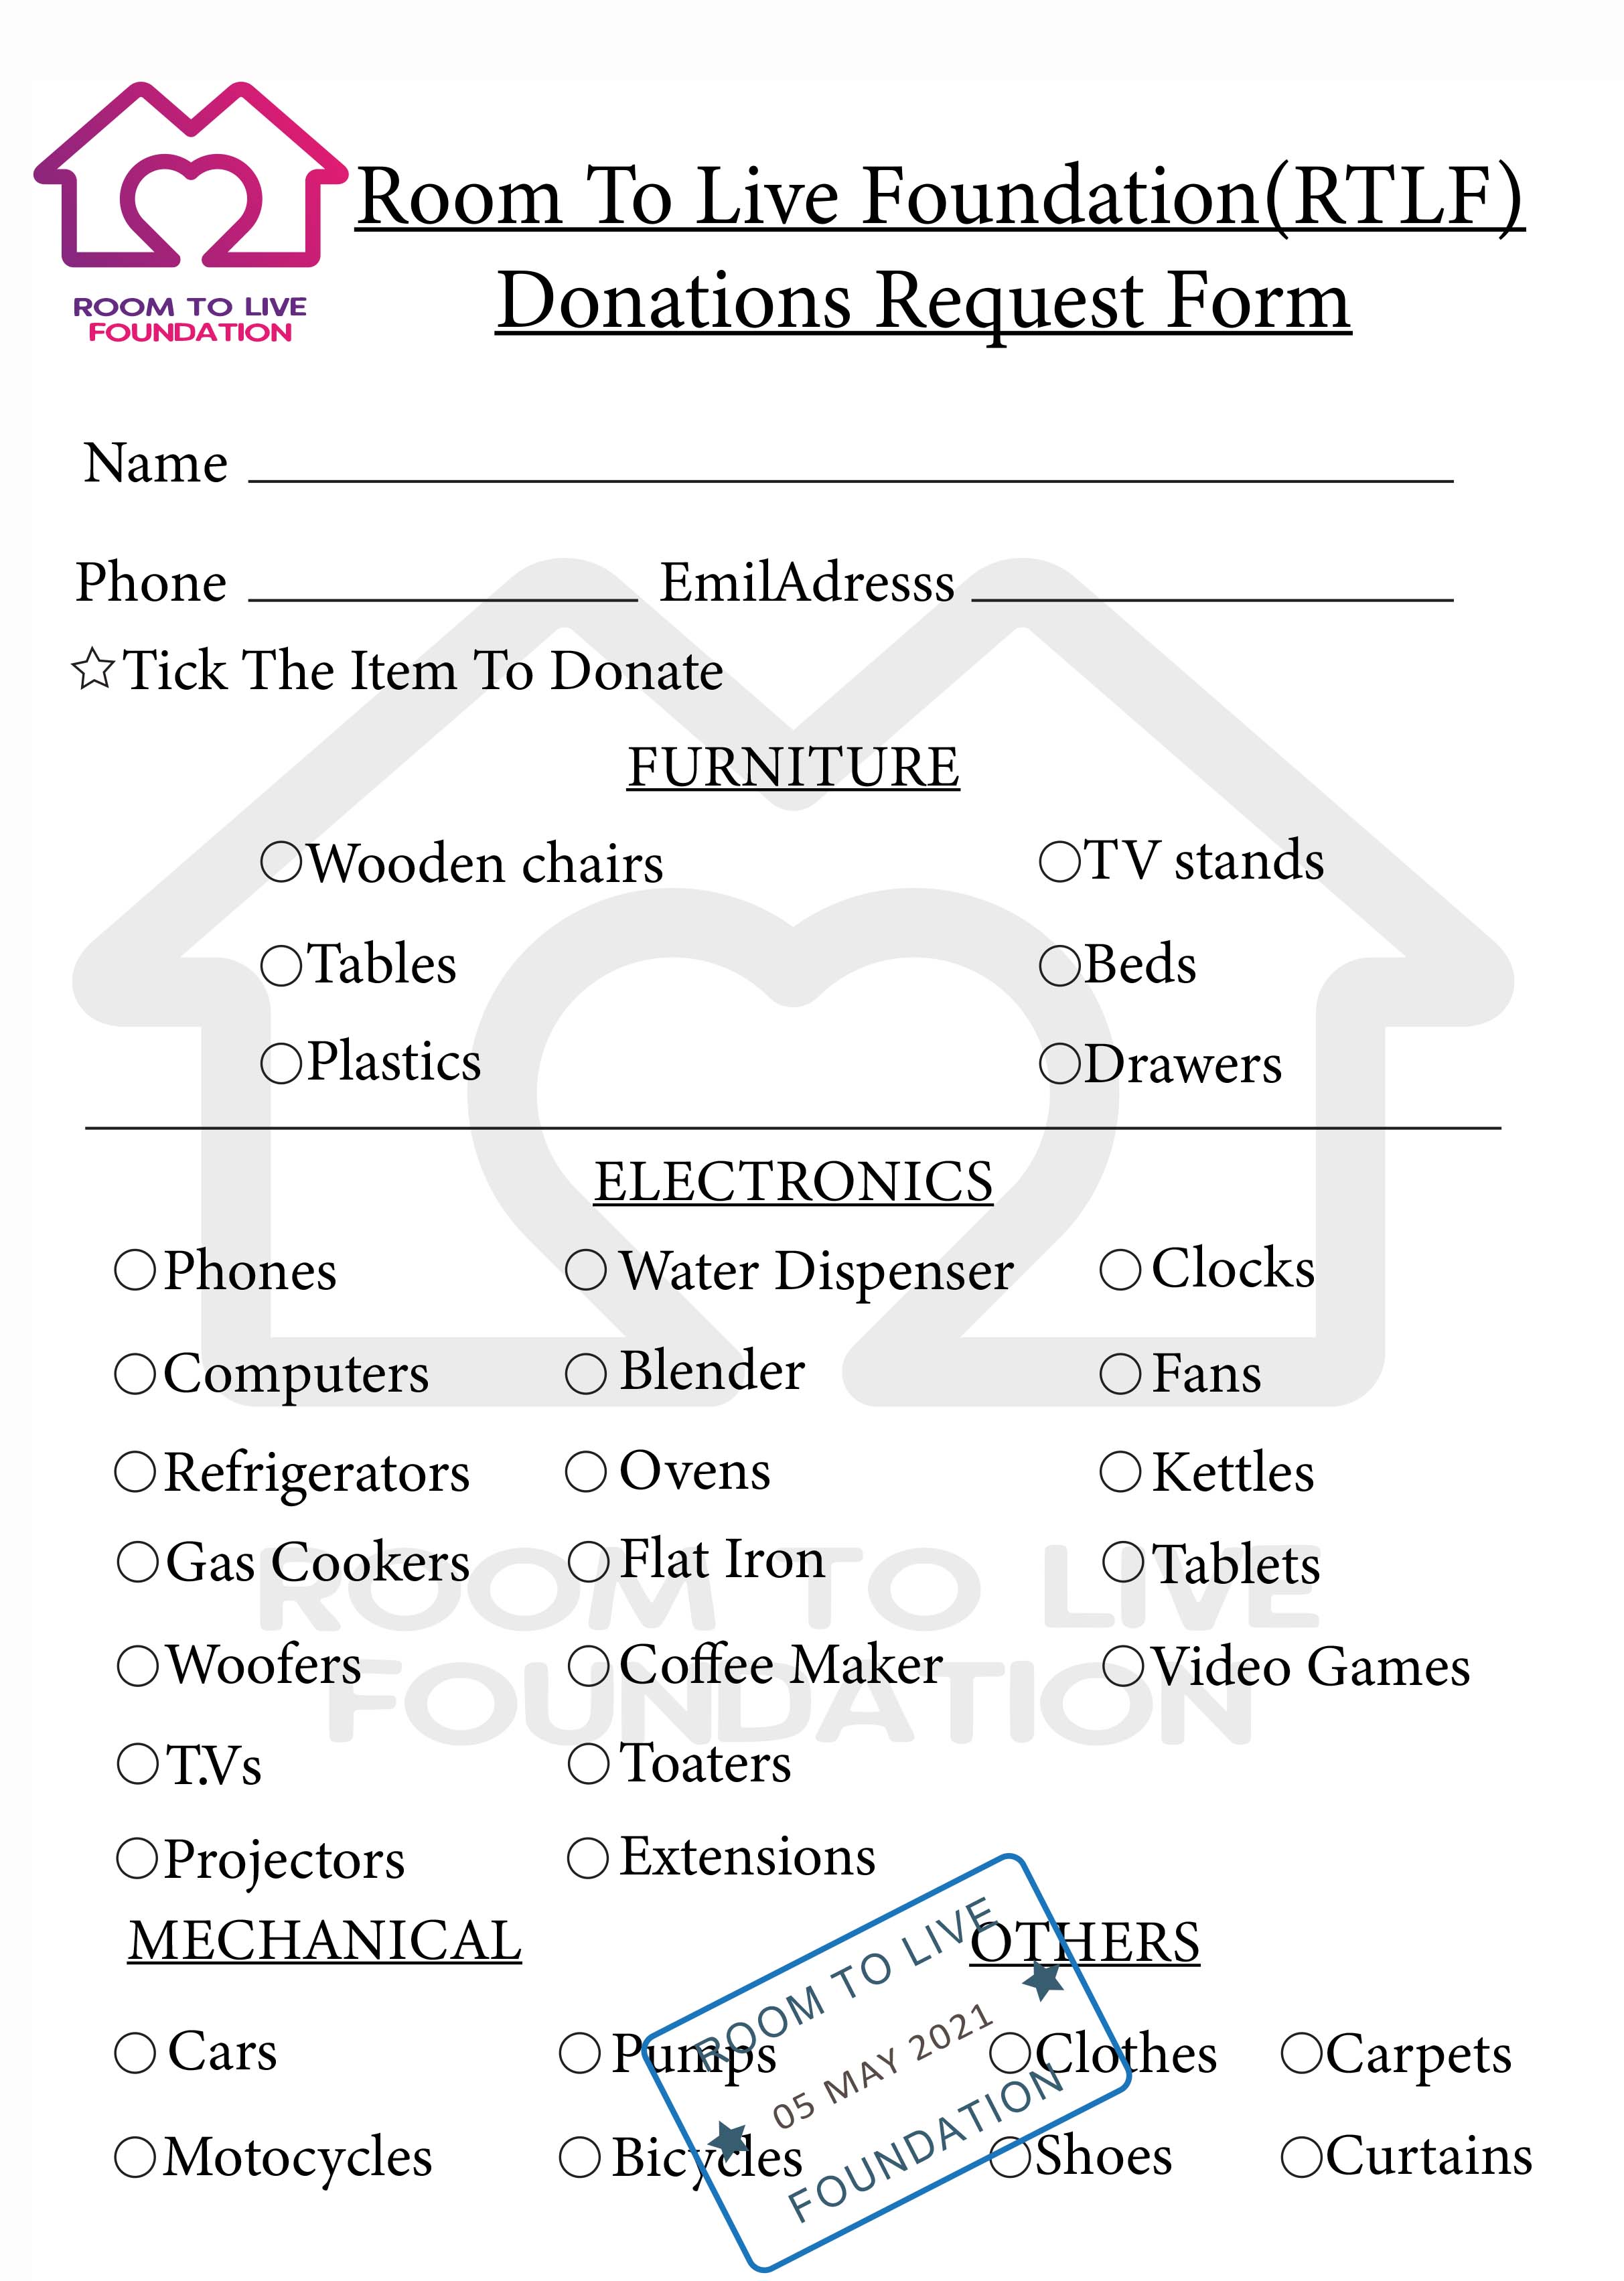 ROOM TO LIVE
FOUNDATION
Room To Live Foundation(RTLF)
Donations Request Form
Name
Phone EmilAdresss
Tick The Item To Donate
FURNITURE
Wooden chairs TV stands
Tables Beds
Plastics Drawers
ELECTRONICS
Phones Water Dispenser Clocks
Computers Blender Fans
Refrigerators Ovens Kettles
Gas Cookers Flat Iron Tablets
ROOM TO LIVE
Woofers Coffee Maker Video Games
FOUNDATION
T.Vs Toaters
Projectors Extensions
MECHANICAL OTHERS
Cars Pumps Clothes Carpets
Motocycles Bicycles Shoes Curtains
ROOM TO LIVE
05 MAY 2021
FOUNDATION